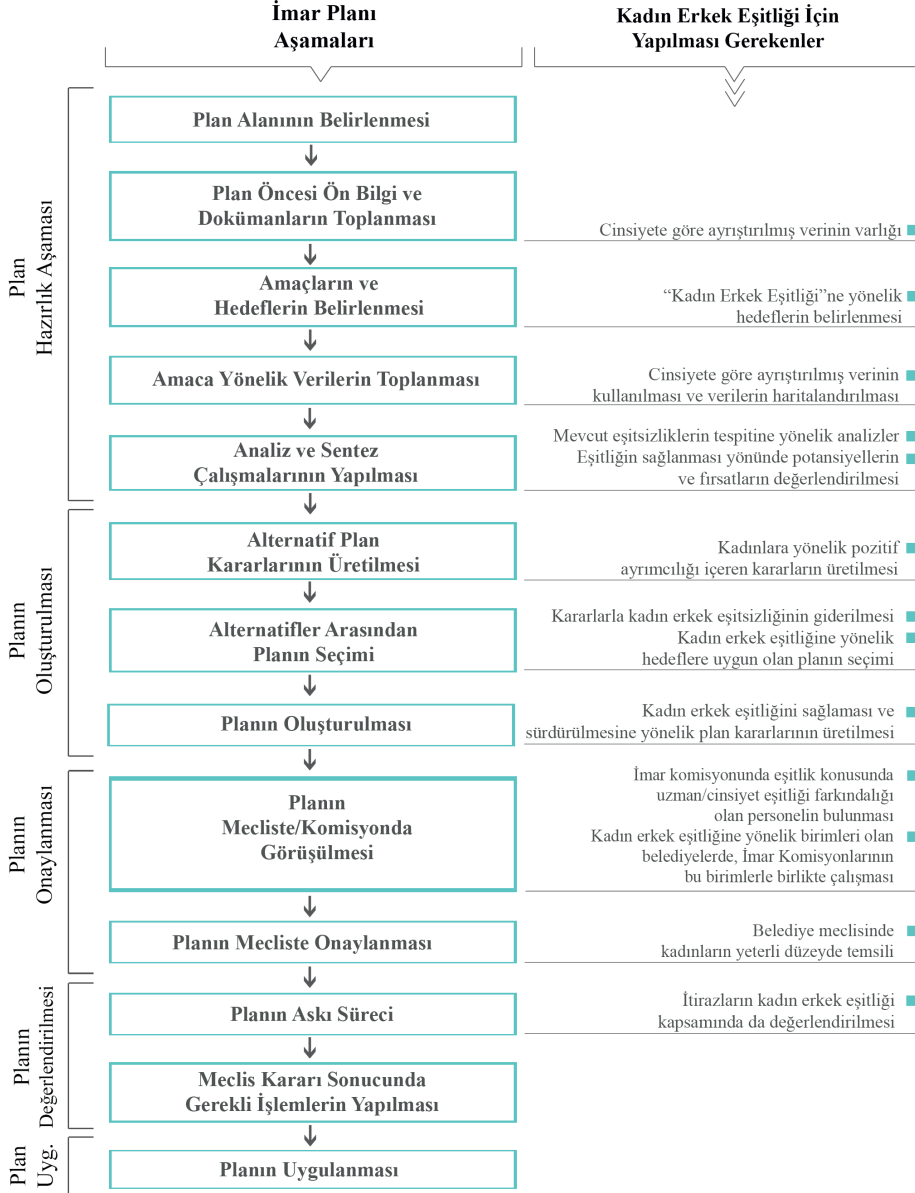 İmar Planı
Aşamaları
Kadın Erkek Eşitliği İçin
Yapılması Gerekenler
Plan
Hazırlık Aşaması
Plan Alanının Belirlenmesi
Plan Öncesi Ön Bilgi ve
Dokümanların Toplanması
Cinsiyete göre ayrıştırılmış verinin varlığı
Amaçların ve
Hedeflerin Belirlenmesi
“Kadın Erkek Eşitliği”ne yönelik
hedeflerin belirlenmesi
Amaca Yönelik Verilerin Toplanması
Cinsiyete göre ayrıştırılmış verinin
kullanılması ve verilerin haritalandırılması
Analiz ve Sentez
Çalışmalarının Yapılması
Mevcut eşitsizliklerin tespitine yönelik analizler
Eşitliğin sağlanması yönünde potansiyellerin
ve fırsatların değerlendirilmesi
Planın
Oluşturulması
Alternatif Plan
Kararlarının Üretilmesi
Kadınlara yönelik pozitif
ayrımcılığı içeren kararların üretilmesi
Alternatifler Arasından
Planın Seçimi
Kararlarla kadın erkek eşitsizliğinin giderilmesi
Kadın erkek eşitliğine yönelik
hedeflere uygun olan planın seçimi
Planın Oluşturulması
Kadın erkek eşitliğini sağlaması ve
sürdürülmesine yönelik plan kararlarının üretilmesi
Planın
Onaylanması
Planın
Mecliste/Komisyonda
Görüşülmesi
İmar komisyonunda eşitlik konusunda
uzman/cinsiyet eşitliği farkındalığı
olan personelin bulunması
Kadın erkek eşitliğine yönelik birimleri olan
belediyelerde, İmar Komisyonlarının
bu birimlerle birlikte çalışması
Planın Mecliste Onaylanması
Belediye meclisinde
kadınların yeterli düzeyde temsili
Planın
Değerlendirilmesi
Planın Askı Süreci
İtirazların kadın erkek eşitliği
kapsamında da değerlendirilmesi
Meclis Kararı Sonucunda
Gerekli İşlemlerin Yapılması
Plan
Uyg.
Planın Uygulanması